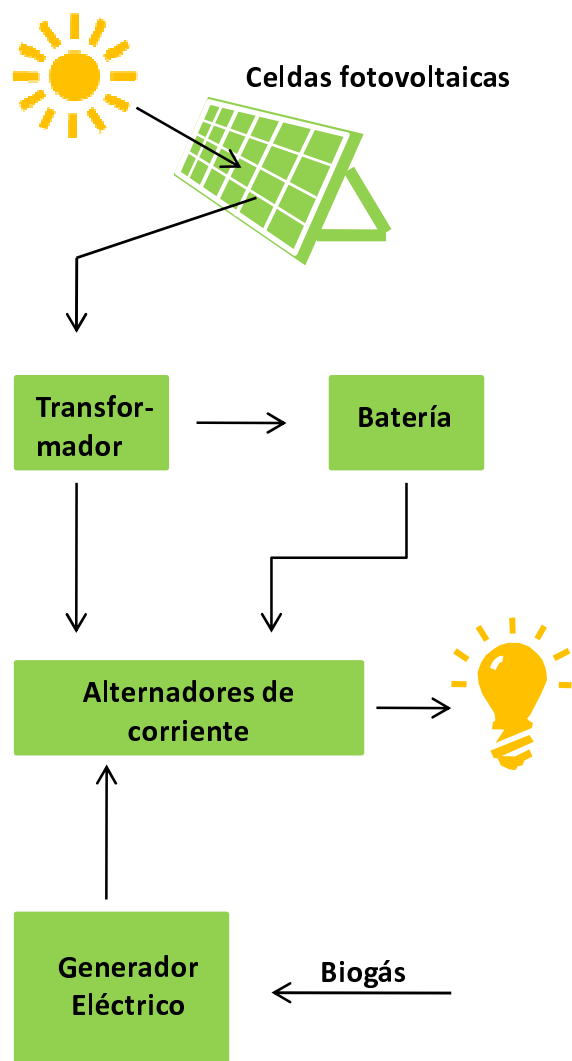 Celdas fotovoltaicas
Transfor-
mador
Batería
Alternadores de
corriente
Generador
Eléctrico
Biogás